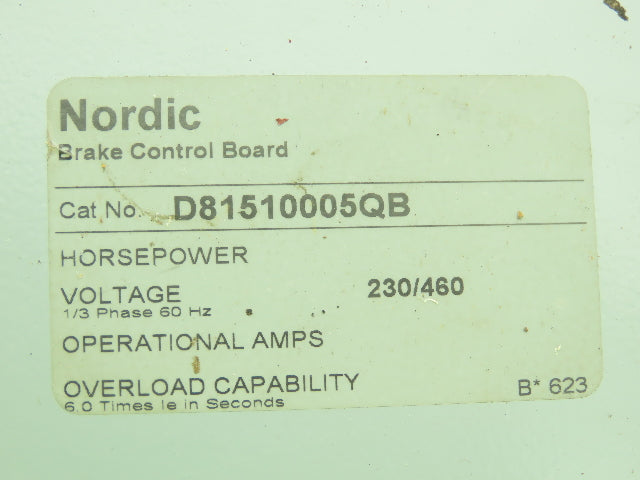 Nordic
Brake Control Board
Cat No. D81510005QB
HORSEPOWER
VOLTAGE 230/460
1/3 Phase 60 Hz
OPERATIONAL AMPS
OVERLOAD CAPABILITY
6.0 Times Ie in Seconds
B* 623